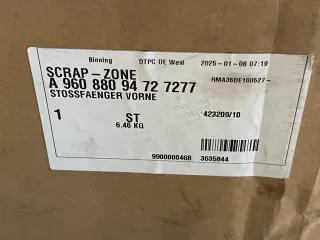 Binning DTPC DE West 2025-01-06 07:19
SCRAP-ZONE -RMA35DE100527-
A 960 880 94 72 7277
STOSSFAENGER VORNE
1 ST 423209/10
6.46 KG
9900000468 3635844